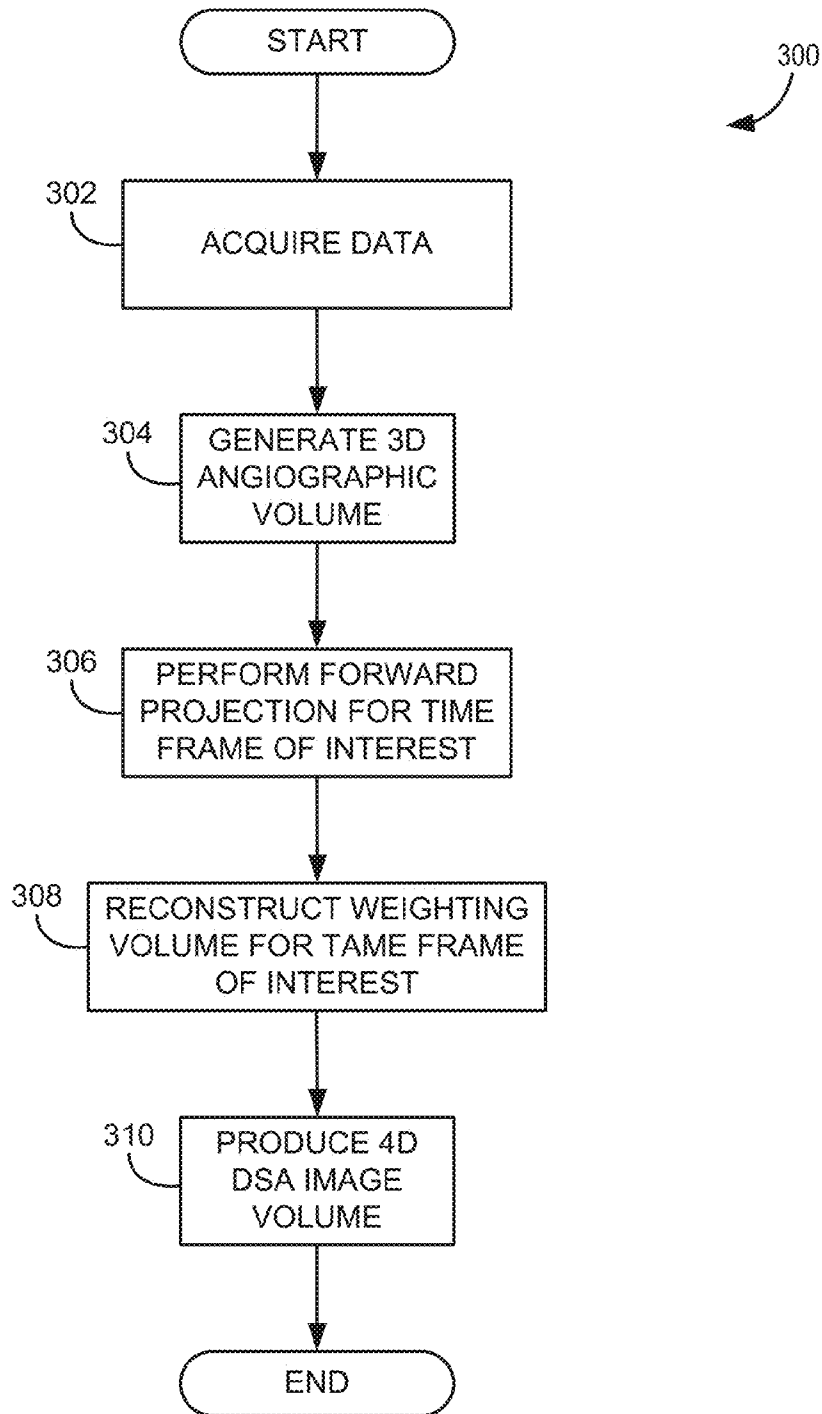 START
300
302
ACQUIRE DATA
304
GENERATE 3D
ANGIOGRAPHIC
VOLUME
306
PERFORM FORWARD
PROJECTION FOR TIME
FRAME OF INTEREST
308
RECONSTRUCT WEIGHTING
VOLUME FOR TAME FRAME
OF INTEREST
310
PRODUCE 4D
DSA IMAGE
VOLUME
END